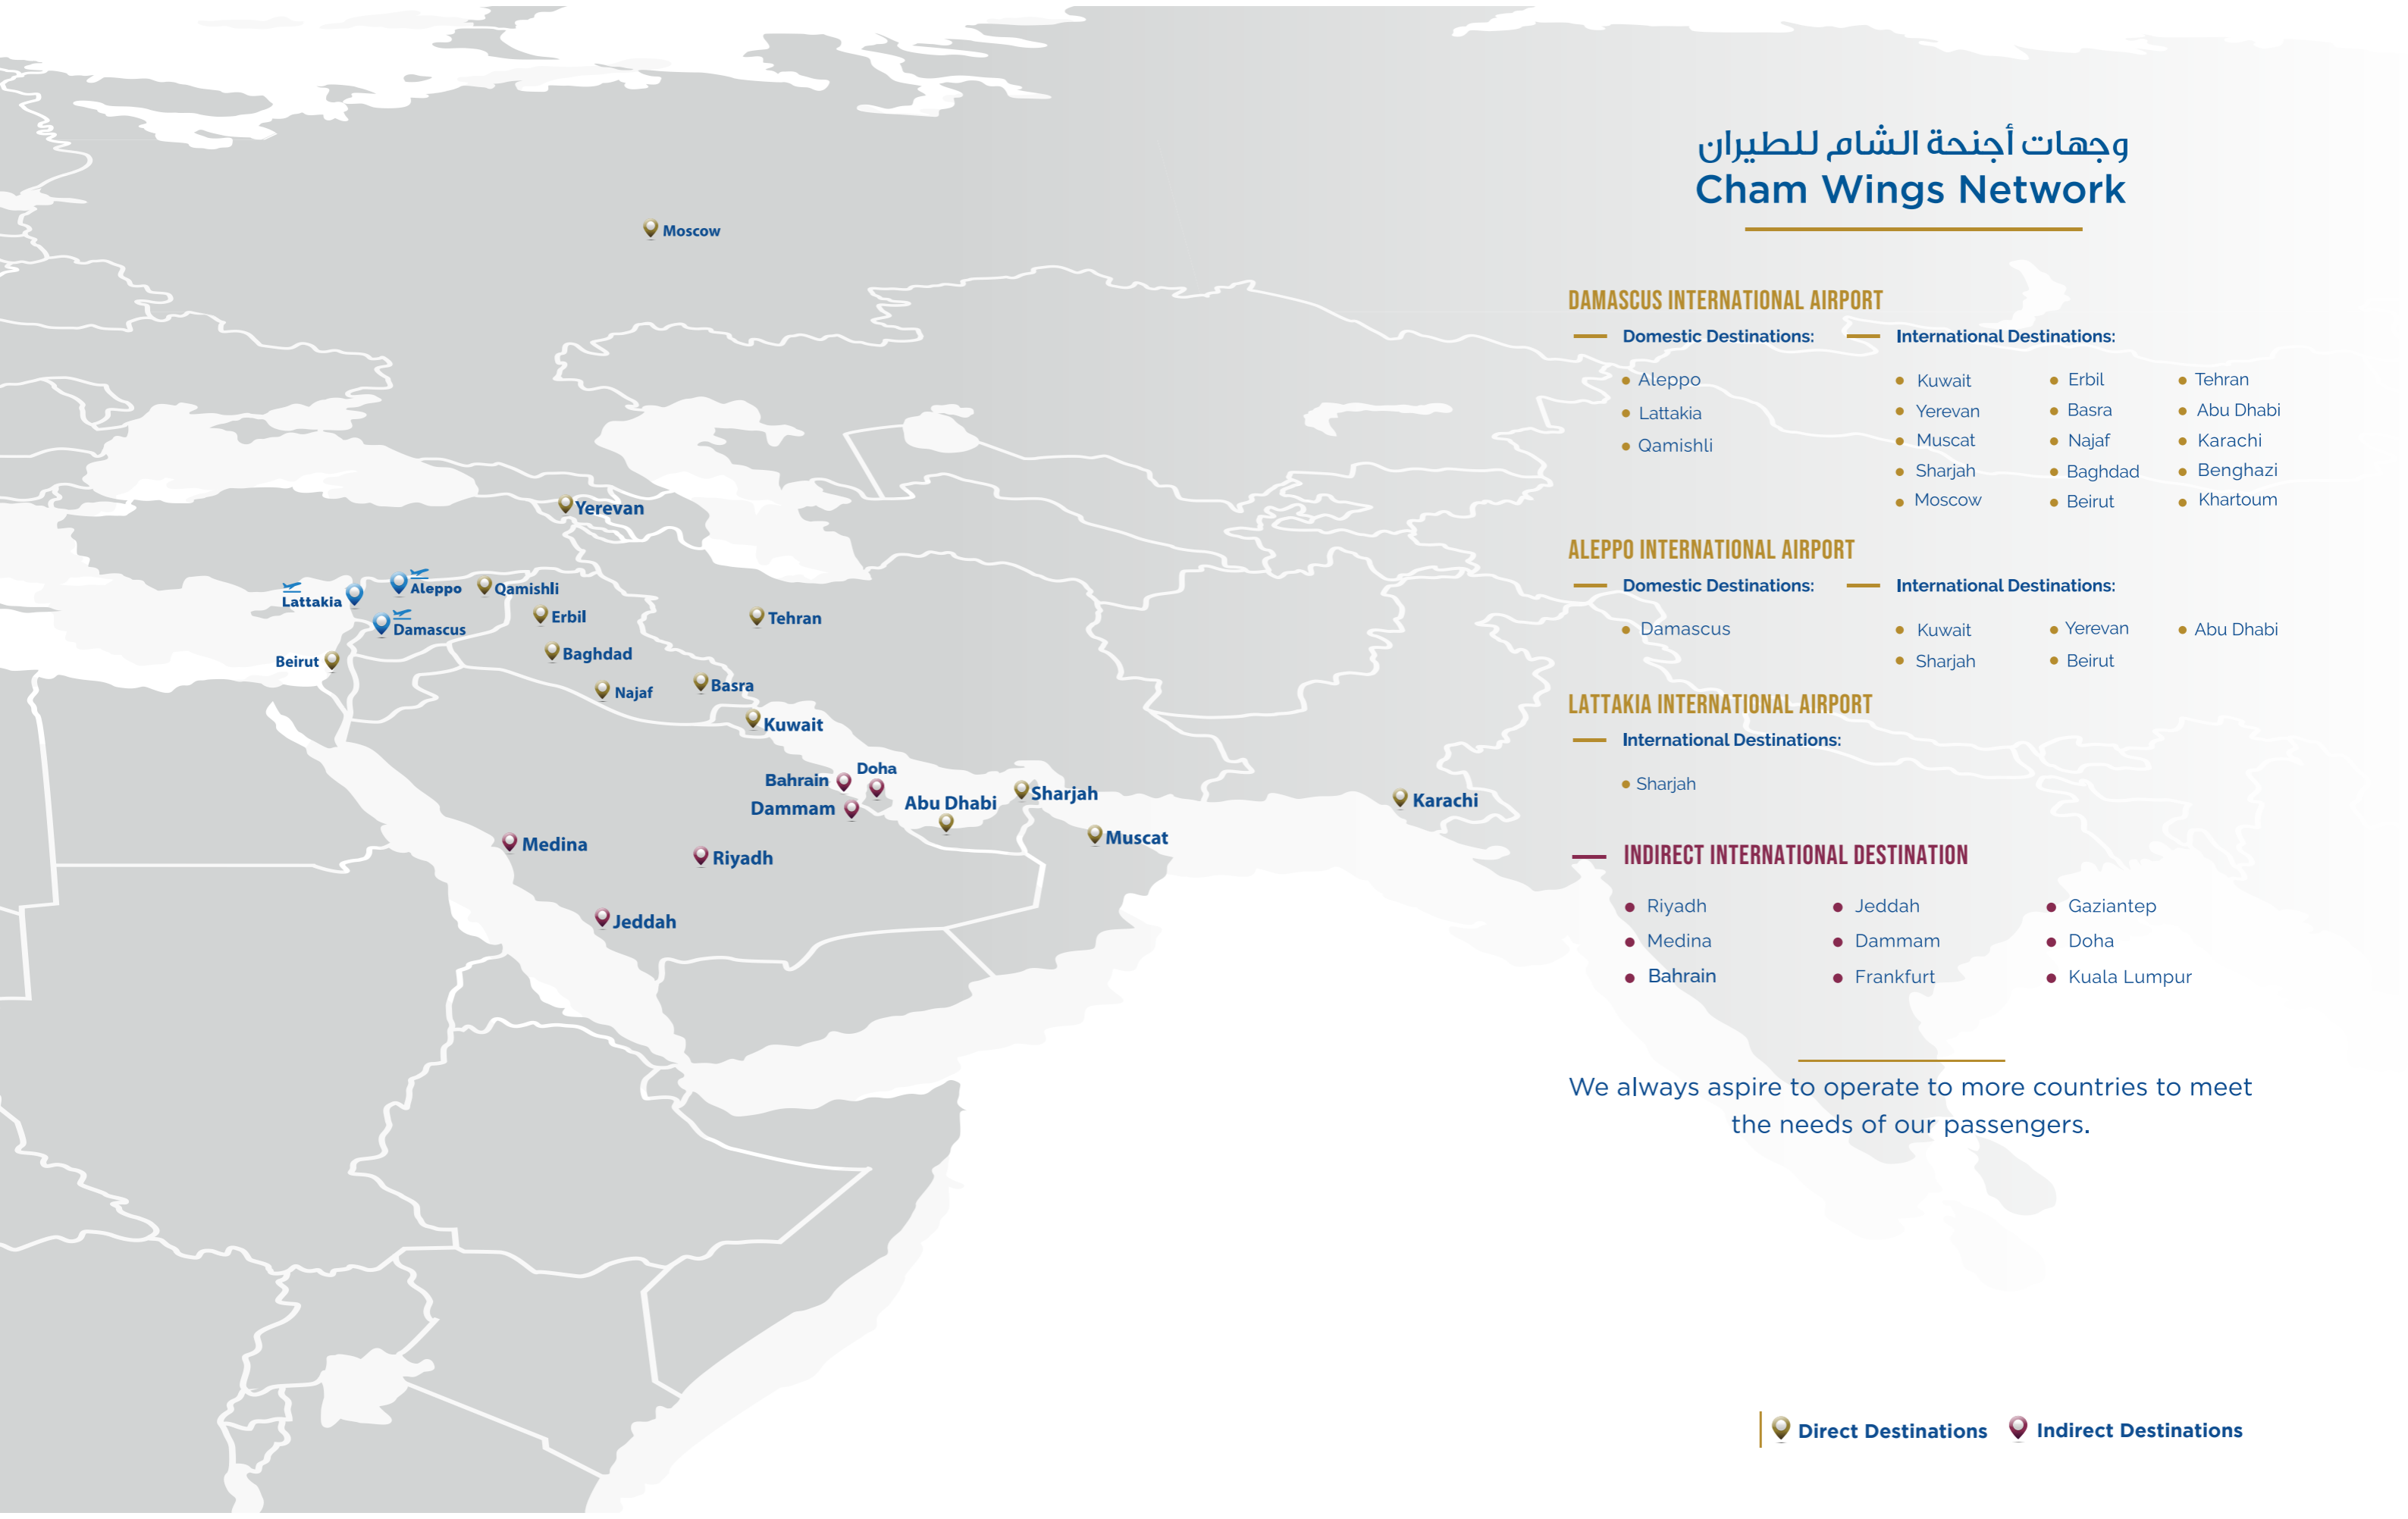 وجهات أجنحة الشام للطيران
Cham Wings Network
DAMASCUS INTERNATIONAL AIRPORT
Domestic Destinations:
Aleppo
Lattakia
Qamishli
International Destinations:
Kuwait
Yerevan
Muscat
Sharjah
Moscow
Erbil
Basra
Najaf
Baghdad
Beirut
Tehran
Abu Dhabi
Karachi
Benghazi
Khartoum
ALEPPO INTERNATIONAL AIRPORT
Domestic Destinations:
Damascus
International Destinations:
Kuwait
Sharjah
Yerevan
Beirut
Abu Dhabi
LATTAKIA INTERNATIONAL AIRPORT
International Destinations:
Sharjah
INDIRECT INTERNATIONAL DESTINATION
Riyadh
Medina
Bahrain
Jeddah
Dammam
Frankfurt
Gaziantep
Doha
Kuala Lumpur
We always aspire to operate to more countries to meet
the needs of our passengers.
Direct Destinations
Indirect Destinations
Moscow
Yerevan
Lattakia
Aleppo
Qamishli
Damascus
Erbil
Tehran
Beirut
Baghdad
Najaf
Basra
Kuwait
Bahrain
Doha
Dammam
Abu Dhabi
Sharjah
Karachi
Muscat
Medina
Riyadh
Jeddah